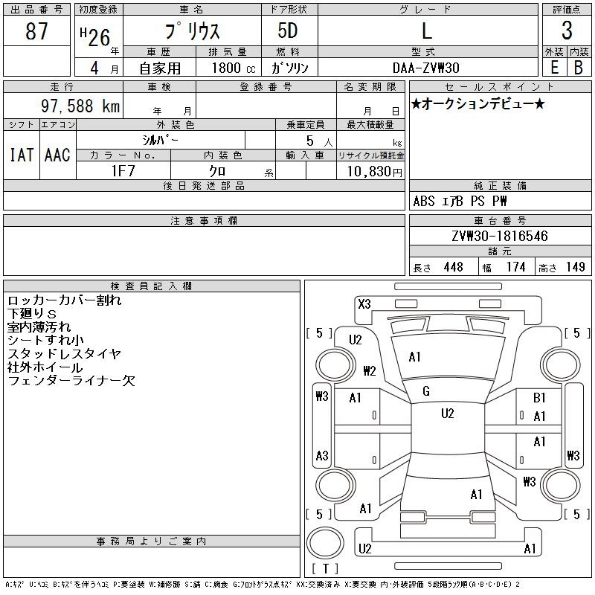 出品番号 初度登録 車名 ドア形状 グレード 評価点
87 H26年 プリウス 5D L 3
車歴 排気量 燃料 型式 外装 内装
4月 自家用 1800 cc ガソリン DAA-ZVW30 E B
走行 車検 登録番号 名変期限 セールスポイント
97,588 km 年 月 月 日 ★オークションデビュー★
シフト エアコン 外装色 乗車定員 最大積載量
IAT AAC シルバー 5 人 kg
カラーNo. 内装色 輸入車 リサイクル預託金
1F7 クロ 系 10,830円
後日発送部品 純正装備
ABS エアB PS PW
注意事項欄 車台番号
ZVW30-1816546
諸元
長さ 448 幅 174 高さ 149
検査員記入欄
ロッカーカバー割れ
下廻りS
室内薄汚れ
シートすれ小
スタッドレスタイヤ
社外ホイール
フェンダーライナー欠
事務局よりご案内
X3
[5] U2 [5]
A1
W2
G
W3 A1 B1 W3
U2 A1
A1
A3
W3
A1
A1
[5] [5]
U2 A1
[T]
A:キズ U:ヘコミ B:キズを伴うヘコミ P:要塗装 W:補修跡 S:錆 C:腐食 G:フロントガラス点キズ XX:交換済み X:要交換 内・外装評価 5段階ランク順(A・B・C・D・E) 2